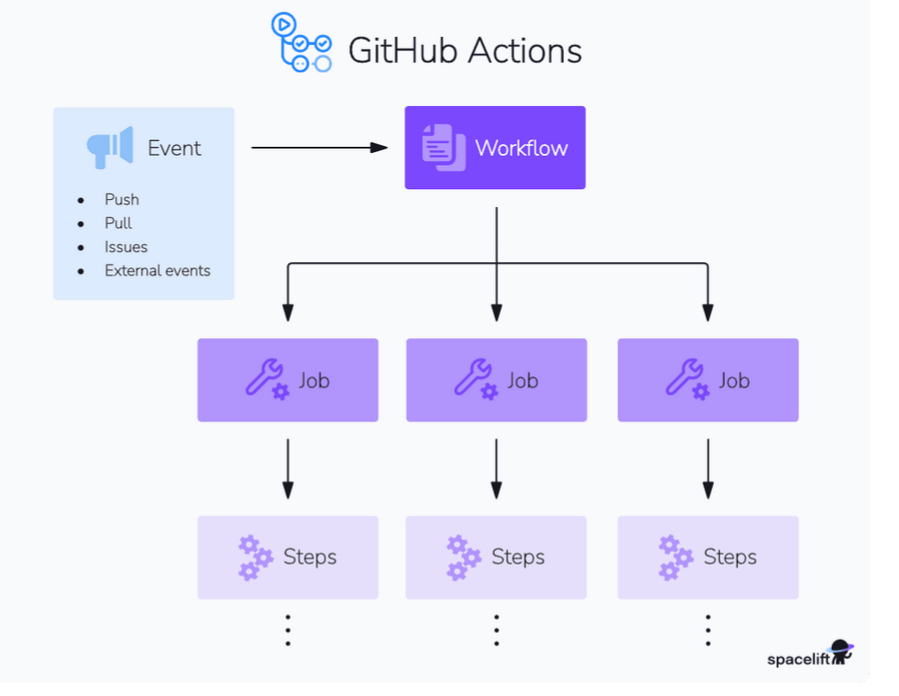 GitHub Actions
Event
Workflow
• Push
• Pull
• Issues
• External events
Job
Job
Job
Steps
Steps
Steps
spacelift